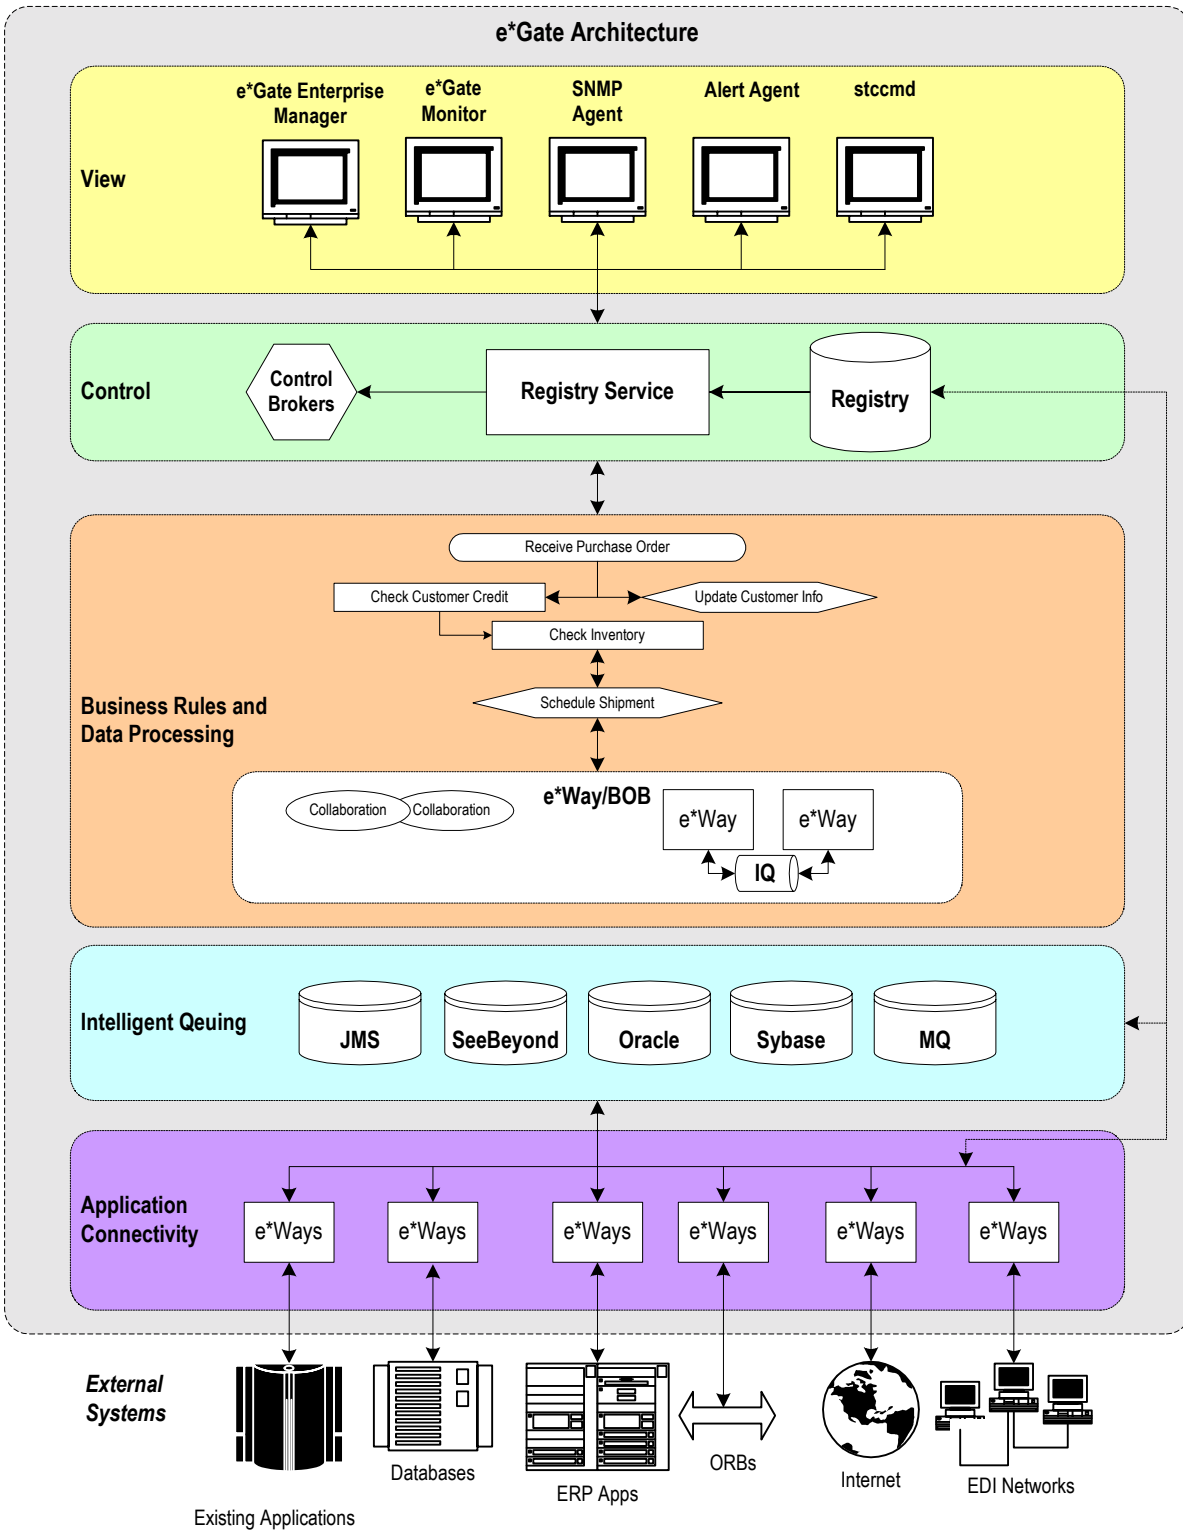 e*Gate Architecture
e*Gate Enterprise
Manager
e*Gate
Monitor
SNMP
Agent
Alert Agent
stccmd
View
Control
Control
Brokers
Registry Service
Registry
Receive Purchase Order
Check Customer Credit
Update Customer Info
Check Inventory
Schedule Shipment
Business Rules and
Data Processing
e*Way/BOB
Collaboration
Collaboration
e*Way
e*Way
IQ
Intelligent Qeuing
JMS
SeeBeyond
Oracle
Sybase
MQ
Application
Connectivity
e*Ways
e*Ways
e*Ways
e*Ways
e*Ways
e*Ways
External
Systems
Existing Applications
Databases
ERP Apps
ORBs
Internet
EDI Networks